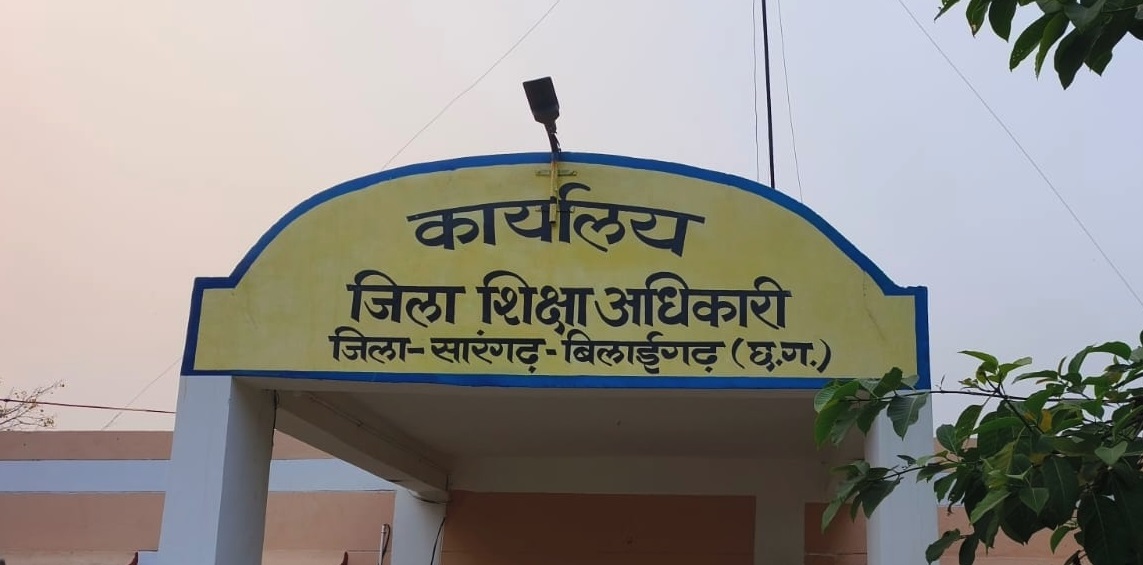 कार्यालय
जिला शिक्षा अधिकारी
जिला-सारंगढ़-बिलाईगढ़ (छ.ग.)